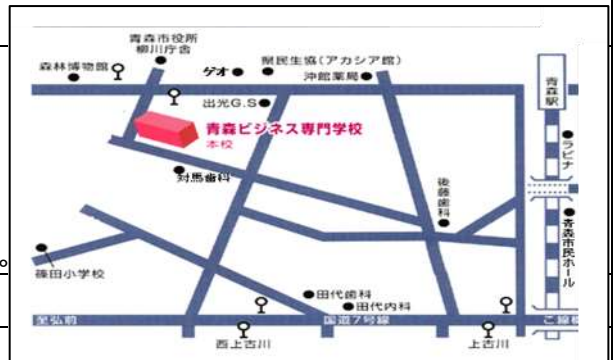 青森市役所
柳川庁舎
森林博物館
ゲオ
県民生協(アカシア館)
沖館薬局
出光G.S
青森駅
青森ビジネス専門学校
本校
ラビナ
対馬歯科
後藤歯科
青森市民ホール
篠田小学校
田代歯科
田代内科
至弘前
国道7号線
西上古川
上古川